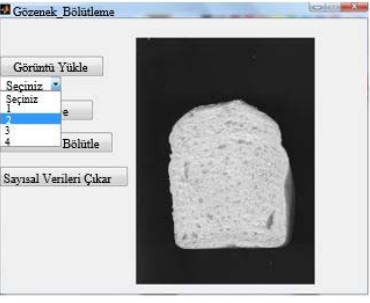 Gözenek_Bölütleme
Görüntü Yükle
Seçiniz
Seçiniz
1
2
3
4
e
Bölütle
Sayısal Verileri Çıkar